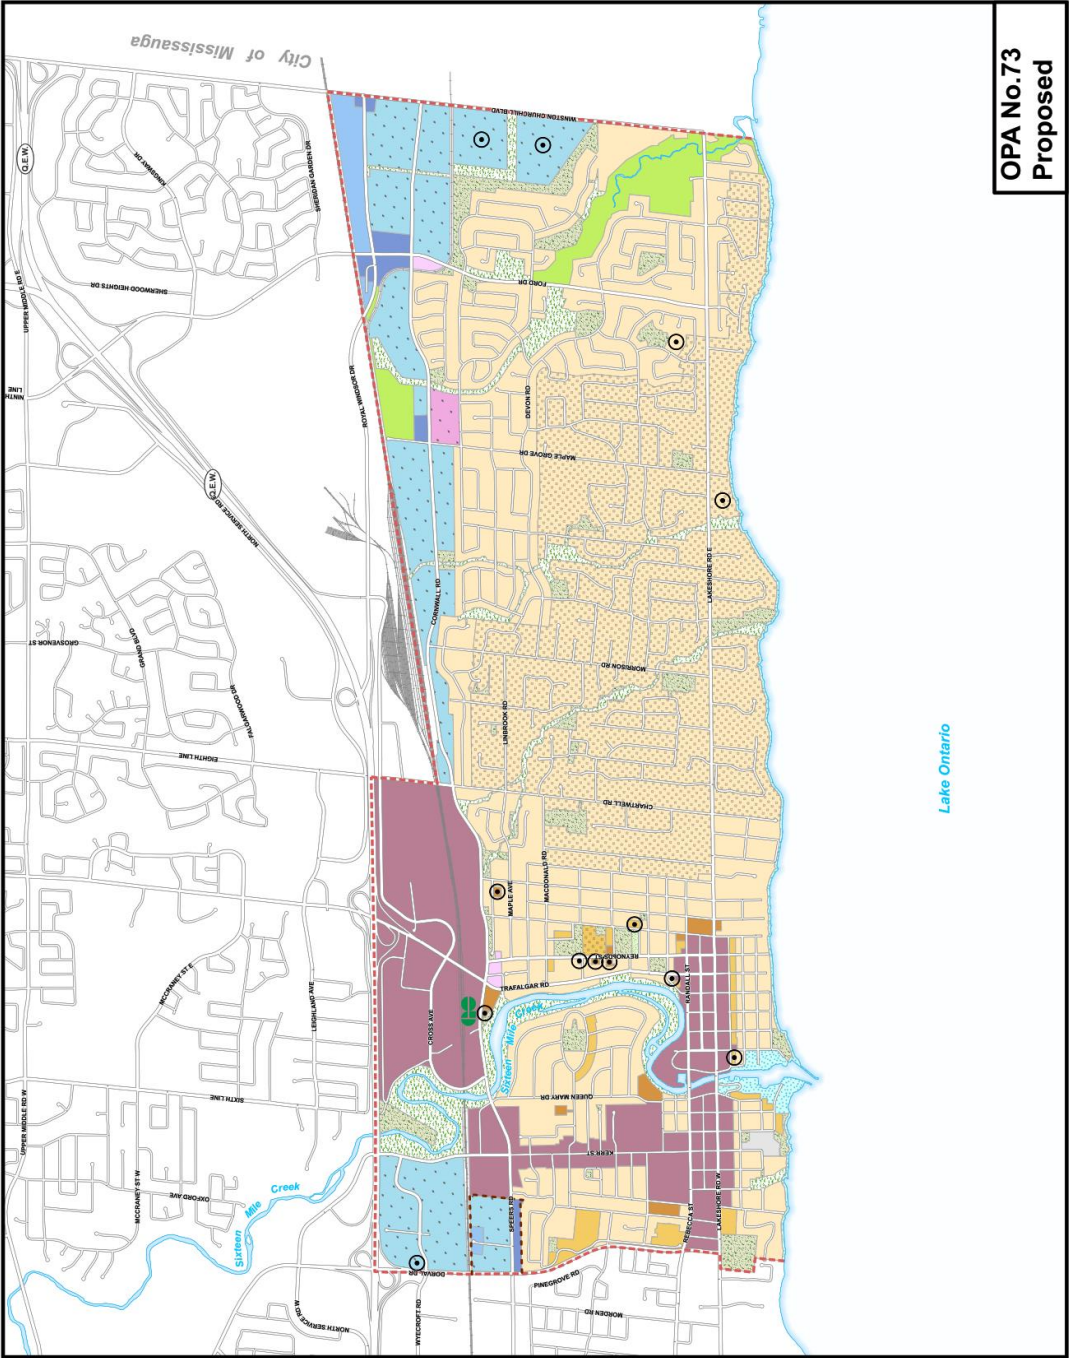 OPA No.73
Proposed
City of Mississauga
Q.E.W.
KINGSWAY DR
SHERIDAN GARDEN DR
WINSTON CHURCHILL BLVD
UPPER MIDDLE RD E
SHERWOOD HEIGHTS DR
FORD DR
NINTH
LINE
ROYAL WINDSOR DR
DEVON RD
MAPLE GROVE DR
Q.E.W.
NORTH SERVICE RD E
LAKESHORE RD E
CORNWALL RD
GROSVENOR ST
GRAND BLVD
MORRISON RD
FALGARWOOD DR
LINBROOK RD
EIGHTH LINE
Lake Ontario
CHARTWELL RD
MACDONALD RD
MAPLE AVE
REYNOLDS ST
MCCRANEY ST E
LEIGHLAND AVE
TRAFALGAR RD
RANDALL ST
CROSS AVE
GO
Sixteen Mile Creek
SIXTH LINE
QUEEN MARY DR
UPPER MIDDLE RD W
KERR ST
MCCRANEY ST W
OXFORD AVE
Sixteen Mile Creek
SPEERS RD
REBECCA ST
LAKESHORE RD W
DORVAL DR
PINEGROVE RD
NORTH SERVICE RD W
WYECROFT RD
MORDEN RD